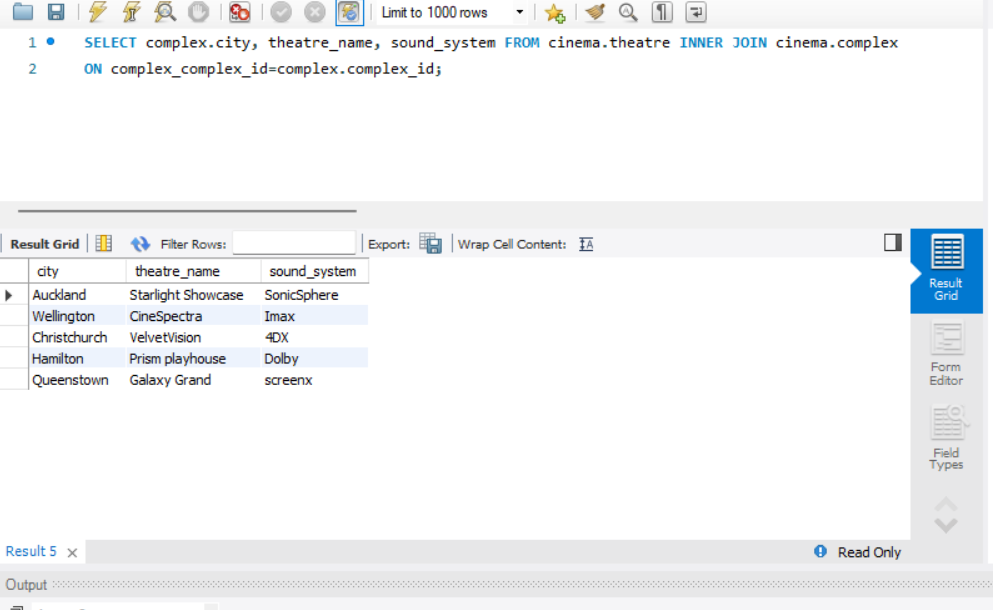 Limit to 1000 rows
1 SELECT complex.city, theatre_name, sound_system FROM cinema.theatre INNER JOIN cinema.complex
2 ON complex_complex_id=complex.complex_id;
Result Grid Filter Rows: Export: Wrap Cell Content: IA
city theatre_name sound_system
Auckland Starlight Showcase SonicSphere
Wellington CineSpectra Imax
Christchurch VelvetVision 4DX
Hamilton Prism playhouse Dolby
Queenstown Galaxy Grand screenx
Result
Grid
Form
Editor
Field
Types
Result 5 Read Only
Output